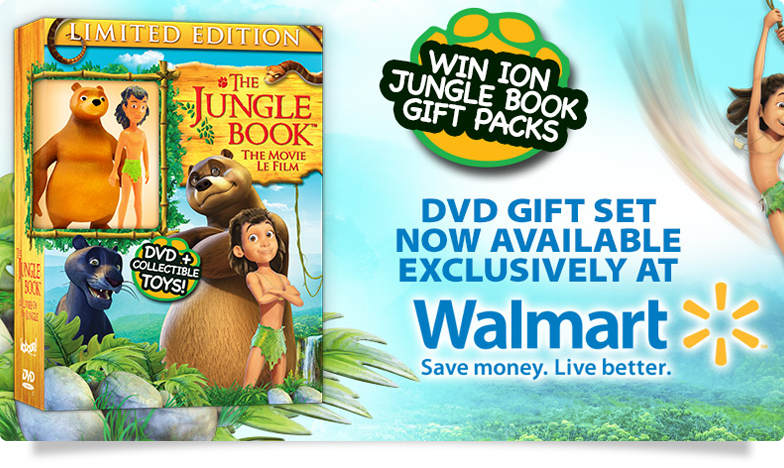 LIMITED EDITION
THE
JUNGLE
BOOK™
THE MOVIE
LE FILM
DVD +
COLLECTIBLE
TOYS!
THE
JUNGLE
BOOK
DVD
WIN ION
JUNGLE BOOK
GIFT PACKS
DVD GIFT SET
NOW AVAILABLE
EXCLUSIVELY AT
Walmart
Save money. Live better.